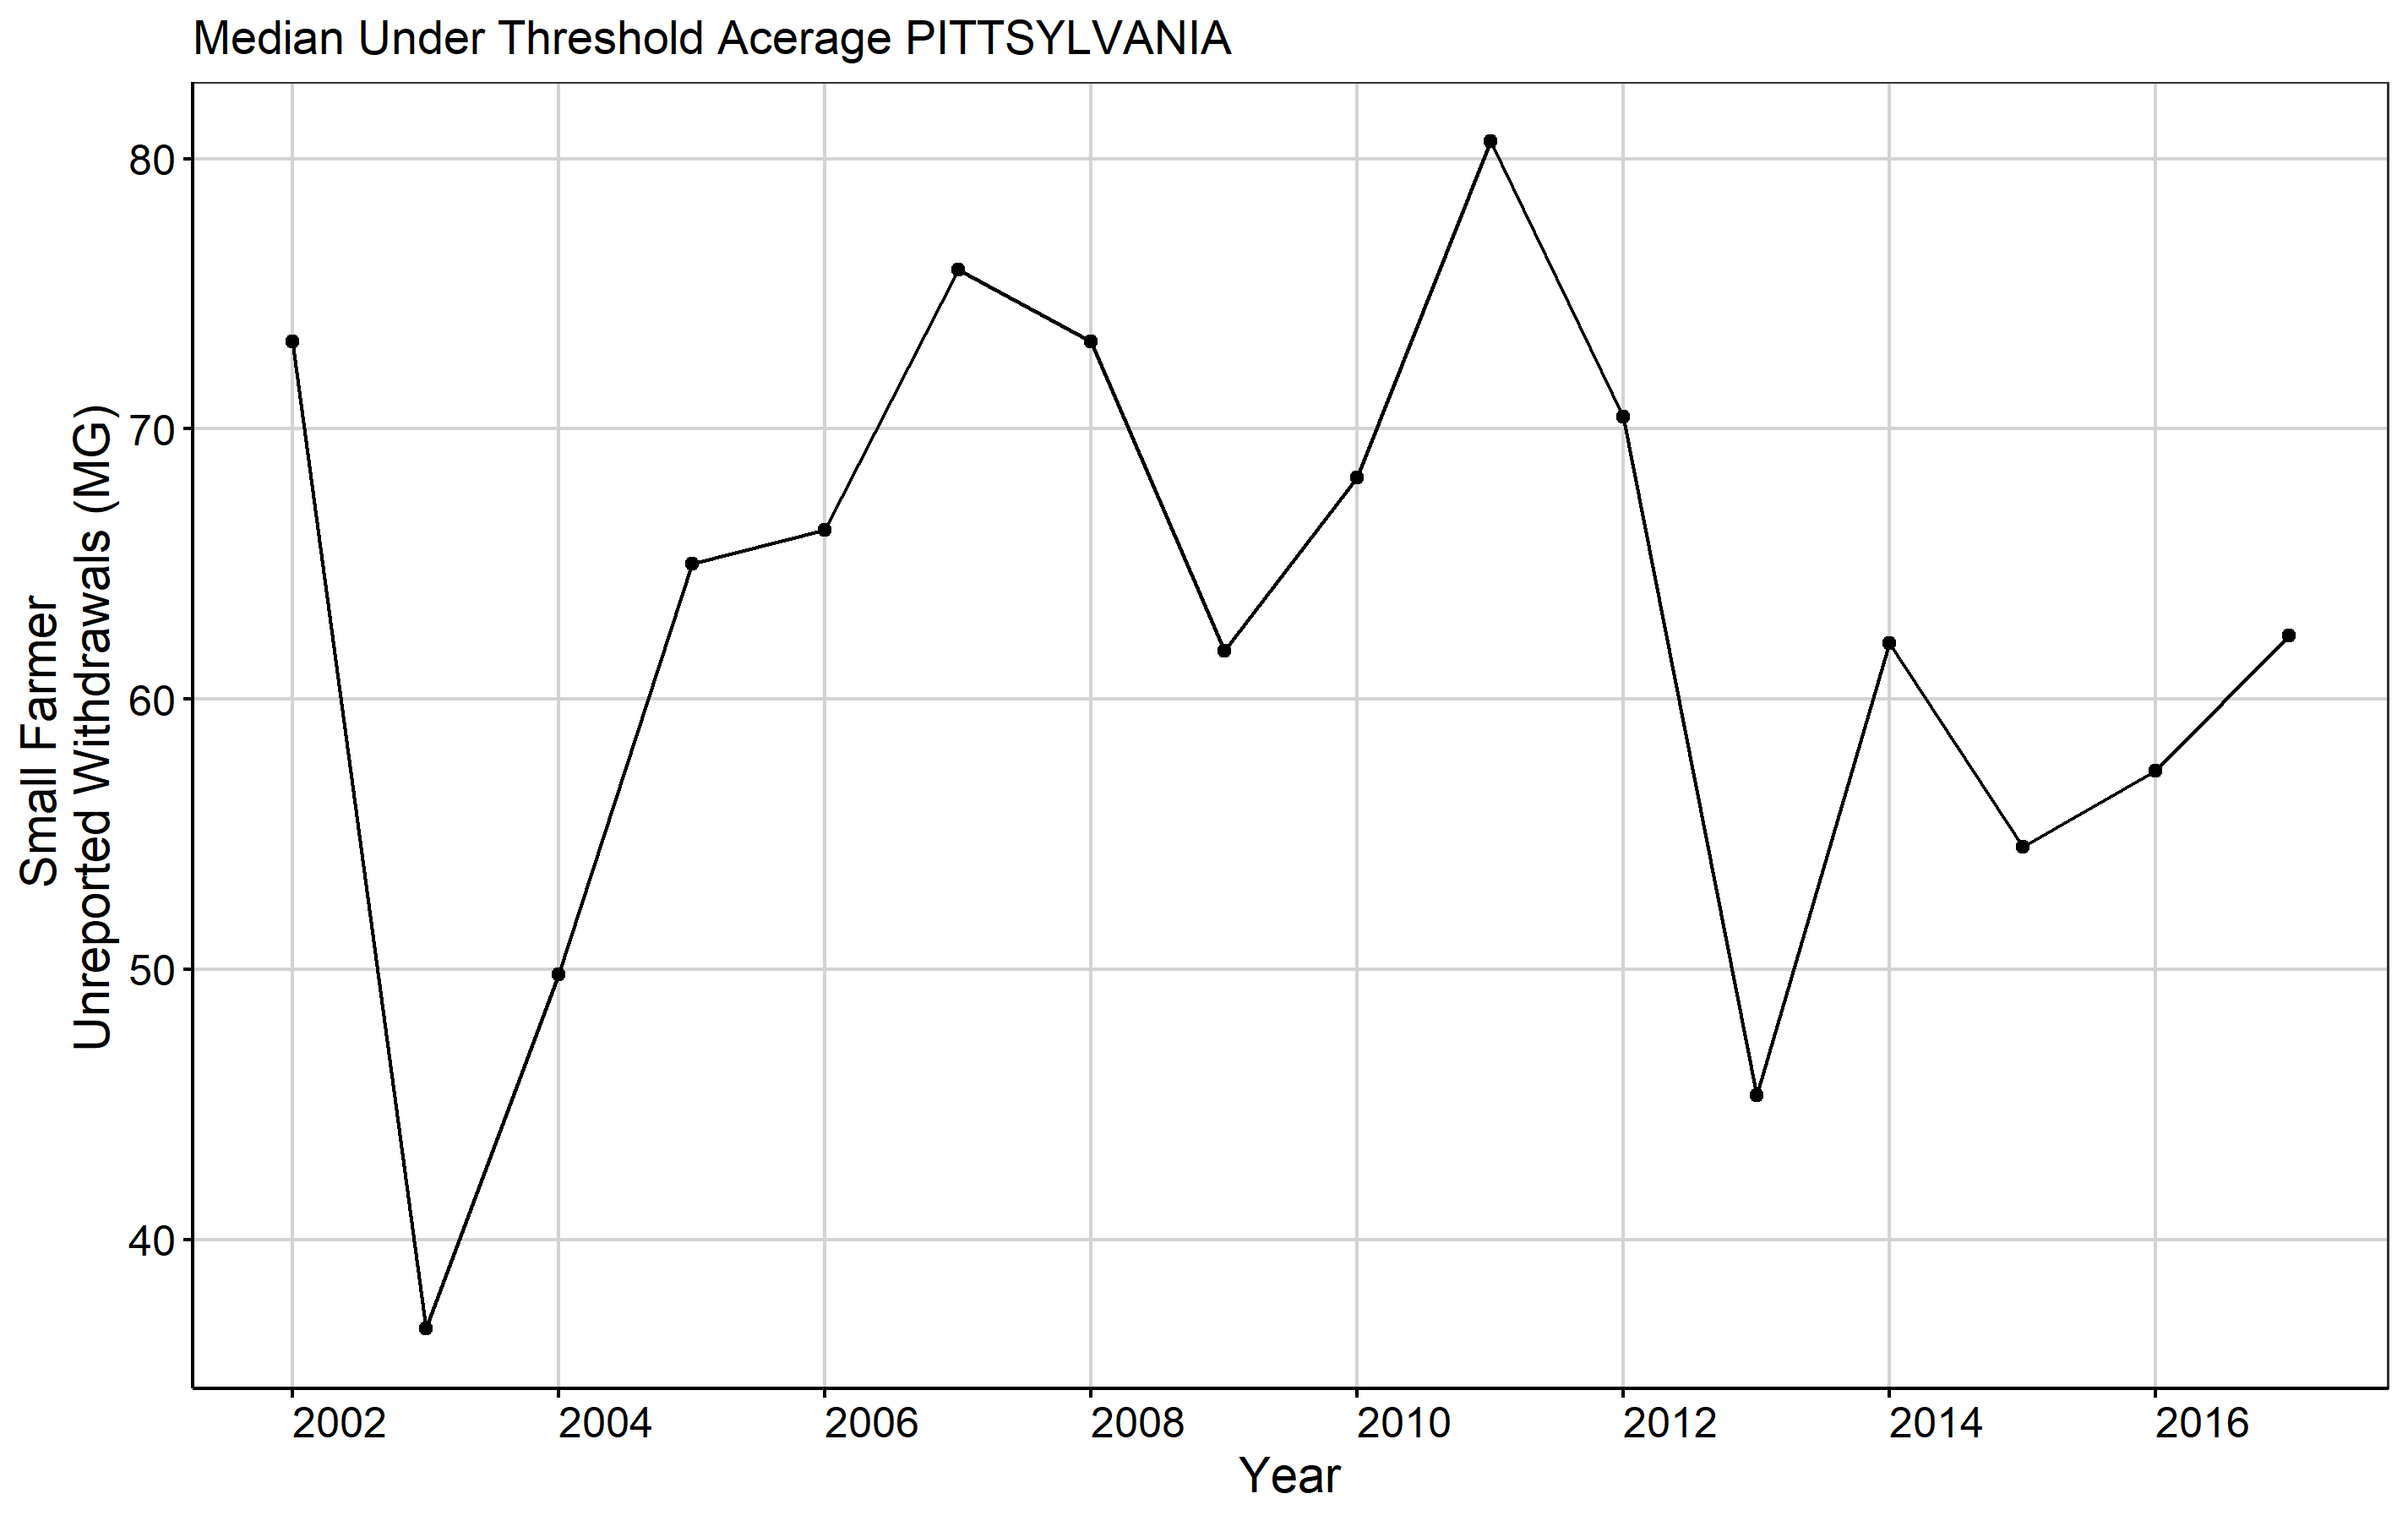 Median Under Threshold Acerage PITTSYLVANIA
Small Farmer
Unreported Withdrawals (MG)
80
70
60
50
40
2002 2004 2006 2008 2010 2012 2014 2016
Year